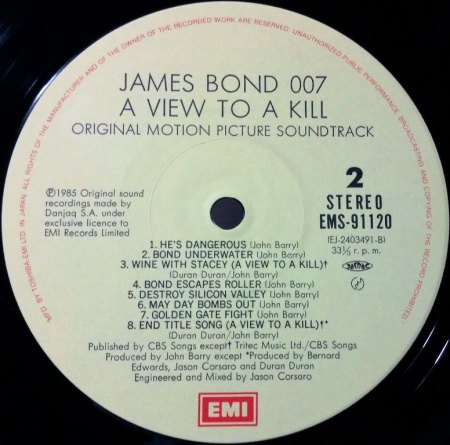 MFD. BY TOSHIBA-EMI LTD. IN JAPAN. ALL RIGHTS OF THE MANUFACTURER AND OF THE OWNER OF THE RECORDED WORK ARE RESERVED. UNAUTHORIZED PUBLIC PERFORMANCE, BROADCASTING AND COPYING OF THIS RECORD PROHIBITED.
JAMES BOND 007
A VIEW TO A KILL
ORIGINAL MOTION PICTURE SOUNDTRACK
℗1985 Original sound
recordings made by
Danjaq S.A. under
exclusive licence to
EMI Records Limited
2
STEREO
EMS-91120
(EJ-2403491-B)
33⅓ r. p. m.
1. HE'S DANGEROUS (John Barry)
2. BOND UNDERWATER (John Barry)
3. WINE WITH STACEY (A VIEW TO A KILL)†
(Duran Duran/John Barry)
4. BOND ESCAPES ROLLER (John Barry)
5. DESTROY SILICON VALLEY (John Barry)
6. MAY DAY BOMBS OUT (John Barry)
7. GOLDEN GATE FIGHT (John Barry)
8. END TITLE SONG (A VIEW TO A KILL)†*
(Duran Duran/John Barry)
Published by CBS Songs except† Tritec Music Ltd./CBS Songs
Produced by John Barry except *Produced by Bernard
Edwards, Jason Corsaro and Duran Duran
Engineered and Mixed by Jason Corsaro
EMI